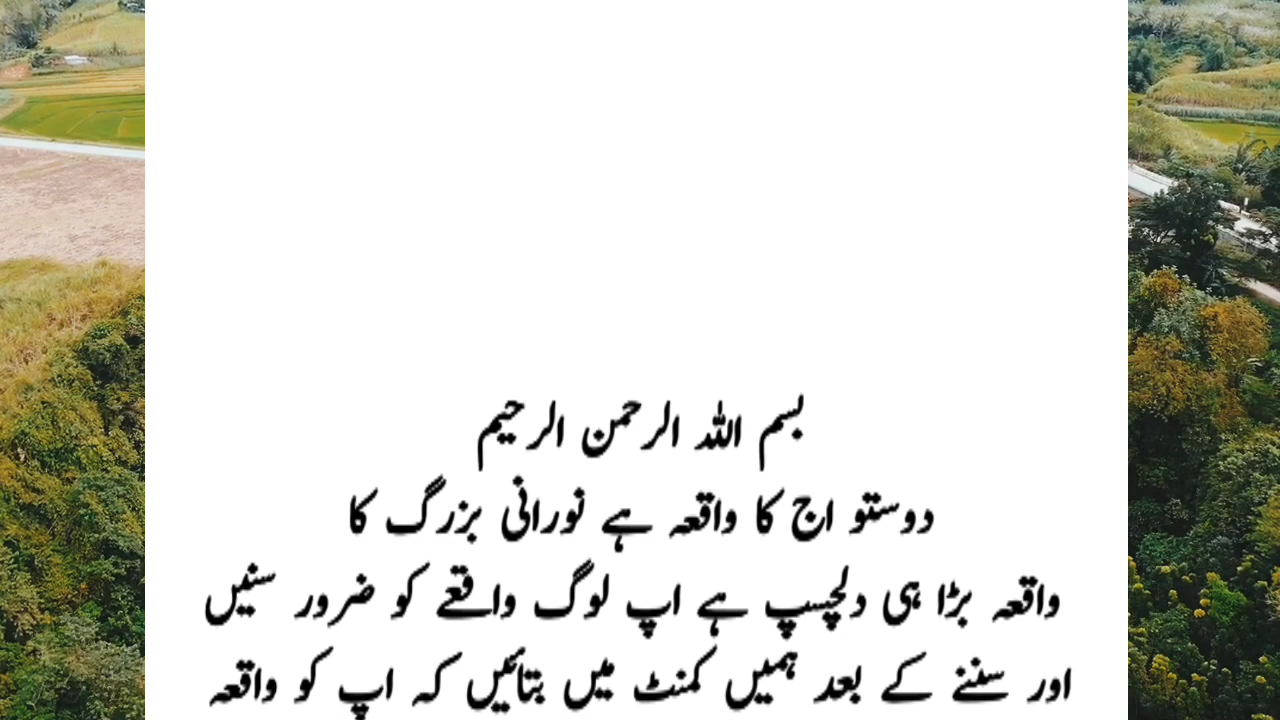 بسم اللہ الرحمن الرحیم
دوستو اج کا واقعہ ہے نورانی بزرگ کا
واقعہ بڑا ہی دلچسپ ہے اپ لوگ واقعے کو ضرور سنیں
اور سننے کے بعد ہمیں کمنٹ میں بتائیں کہ اپ کو واقعہ